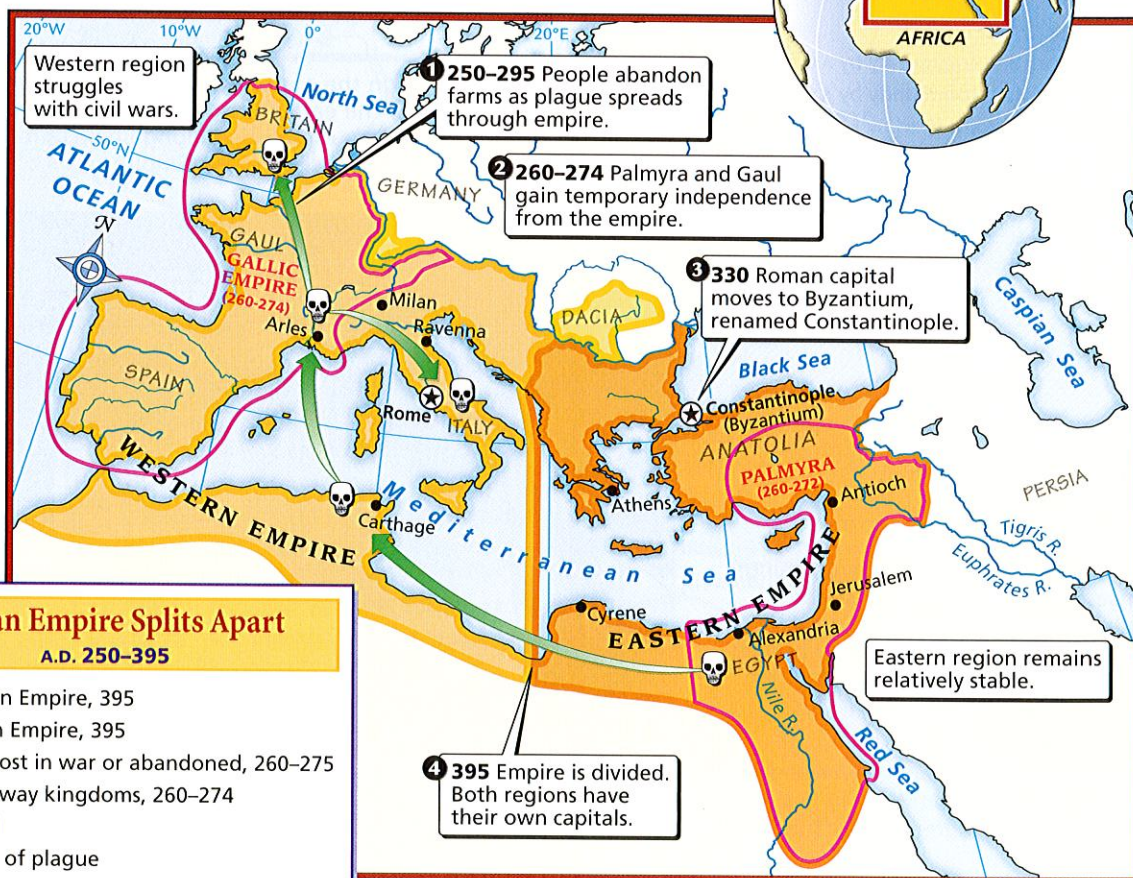 AFRICA
20°W
10°W
0°
20°E
50°N
Western region
struggles
with civil wars.
❶ 250–295 People abandon
farms as plague spreads
through empire.
❷ 260–274 Palmyra and Gaul
gain temporary independence
from the empire.
❸ 330 Roman capital
moves to Byzantium,
renamed Constantinople.
North Sea
BRITAIN
ATLANTIC
OCEAN
N
GERMANY
GAUL
GALLIC
EMPIRE
(260-274)
Milan
Arles
Ravenna
DACIA
Caspian Sea
Black Sea
SPAIN
Rome
ITALY
Constantinople
(Byzantium)
ANATOLIA
PALMYRA
(260-272)
Antioch
PERSIA
Athens
WESTERN EMPIRE
Carthage
Mediterranean Sea
Tigris R.
Euphrates R.
Jerusalem
Cyrene
EASTERN EMPIRE
Alexandria
EGYPT
Nile R.
Red Sea
Eastern region remains
relatively stable.
❹ 395 Empire is divided.
Both regions have
their own capitals.
an Empire Splits Apart
A.D. 250–395
n Empire, 395
n Empire, 395
ost in war or abandoned, 260–275
way kingdoms, 260–274
of plague